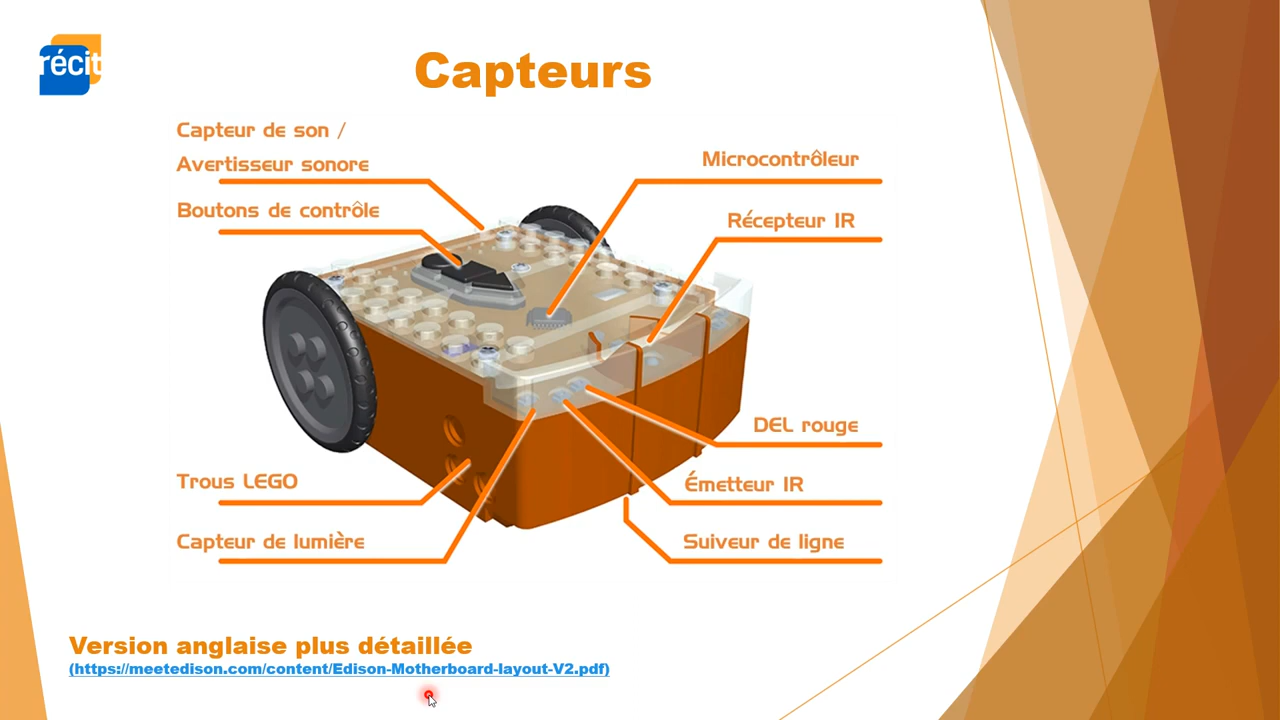 récit
Capteurs
Capteur de son /
Avertisseur sonore
Boutons de contrôle
Microcontrôleur
Récepteur IR
DEL rouge
Trous LEGO
Émetteur IR
Capteur de lumière
Suiveur de ligne
Version anglaise plus détaillée
(https://meetedison.com/content/Edison-Motherboard-layout-V2.pdf)